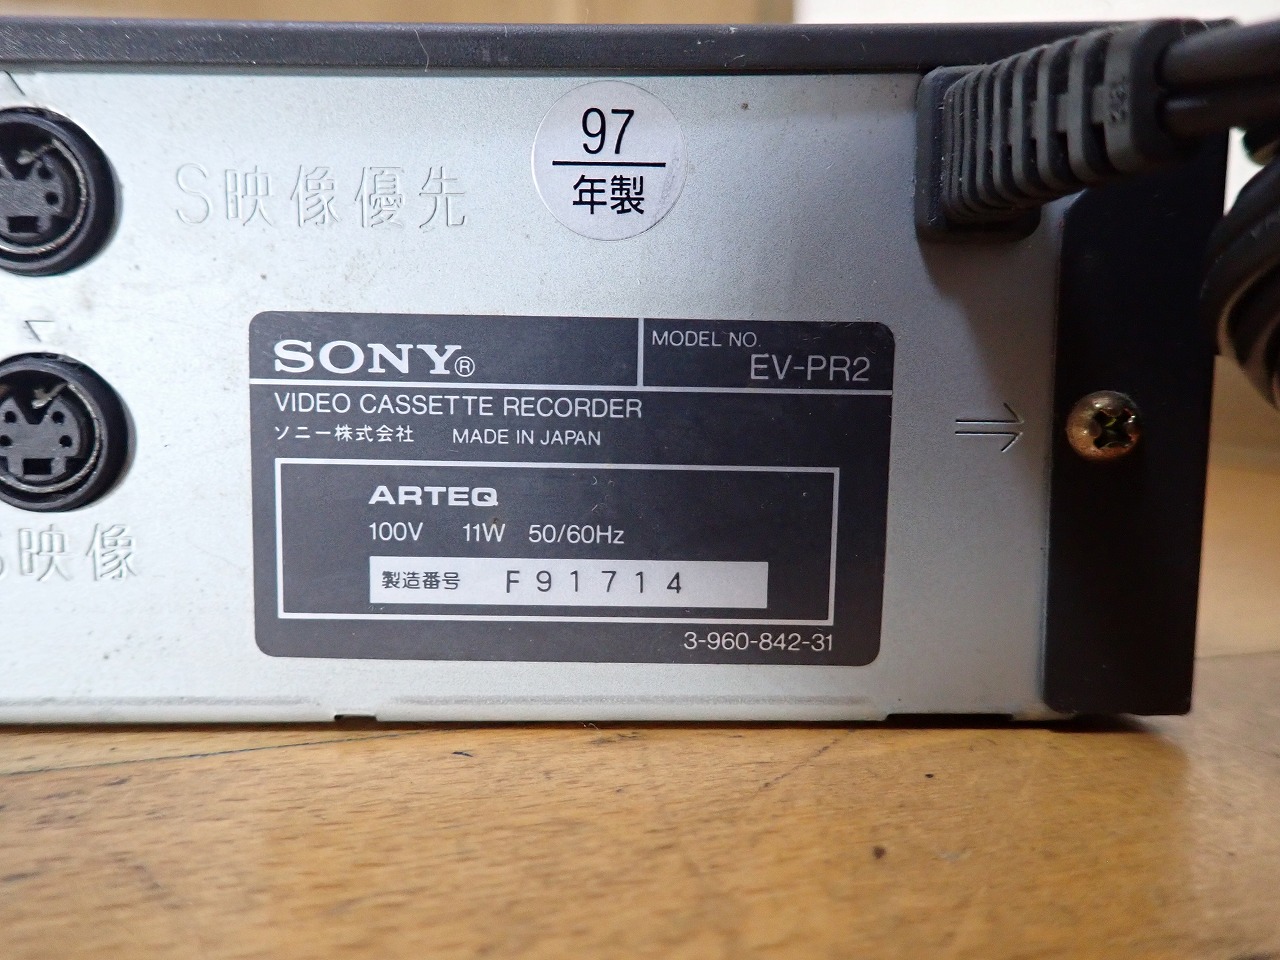 97
年製
S映像優先
SONY®
MODEL NO.
EV-PR2
VIDEO CASSETTE RECORDER
ソニー株式会社 MADE IN JAPAN
ARTEQ
100V 11W 50/60Hz
製造番号 F91714
3-960-842-31
S映像